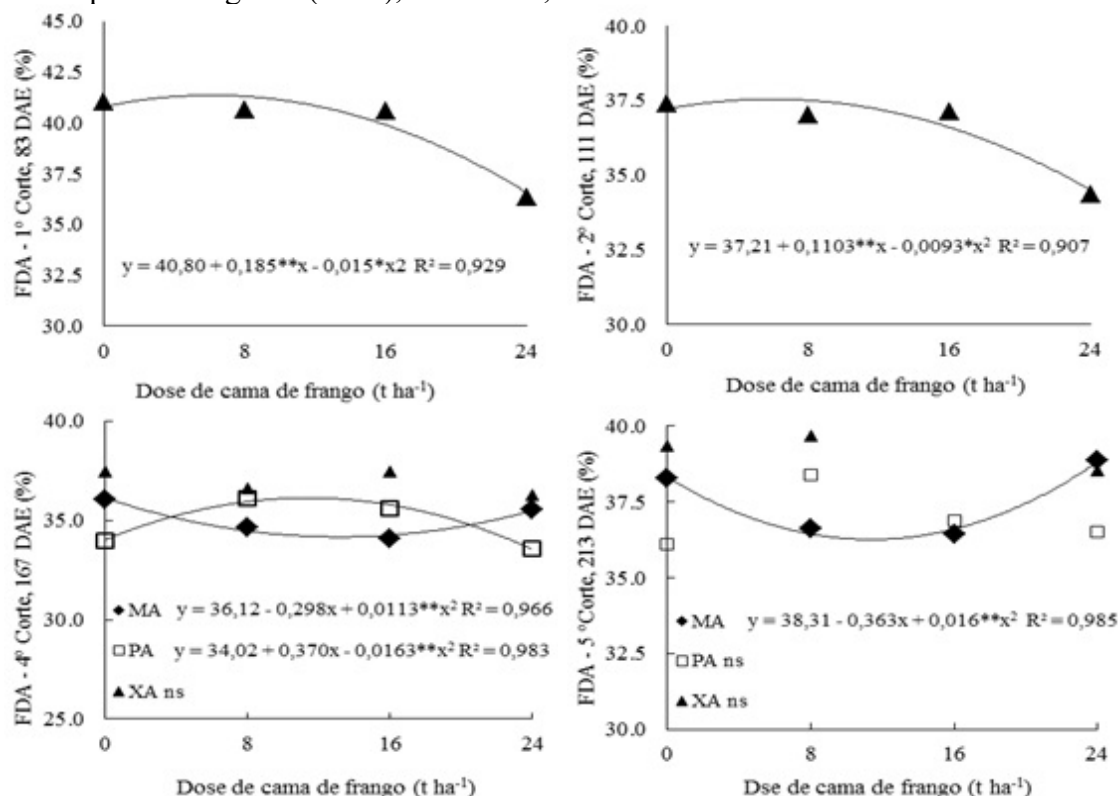 45.0
42.5
40.0
37.5
35.0
32.5
30.0
FDA - 1º Corte, 83 DAE (%)
y = 40,80 + 0,185**x - 0,015*x2 R² = 0,929
0 8 16 24
Dose de cama de frango (t ha⁻¹)
40.0
37.5
35.0
32.5
30.0
FDA - 2º Corte, 111 DAE (%)
y = 37,21 + 0,1103**x - 0,0093*x² R² = 0,907
0 8 16 24
Dose de cama de frango (t ha⁻¹)
40.0
35.0
30.0
25.0
FDA - 4º Corte, 167 DAE (%)
MA y = 36,12 - 0,298x + 0,0113**x² R² = 0,966
PA y = 34,02 + 0,370x - 0,0163**x² R² = 0,983
XA ns
0 8 16 24
Dose de cama de frango (t ha⁻¹)
40.0
37.5
35.0
32.5
30.0
FDA - 5 ºCorte, 213 DAE (%)
MA y = 38,31 - 0,363x + 0,016**x² R² = 0,985
PA ns
XA ns
0 8 16 24
Dse de cama de frango (t ha⁻¹)